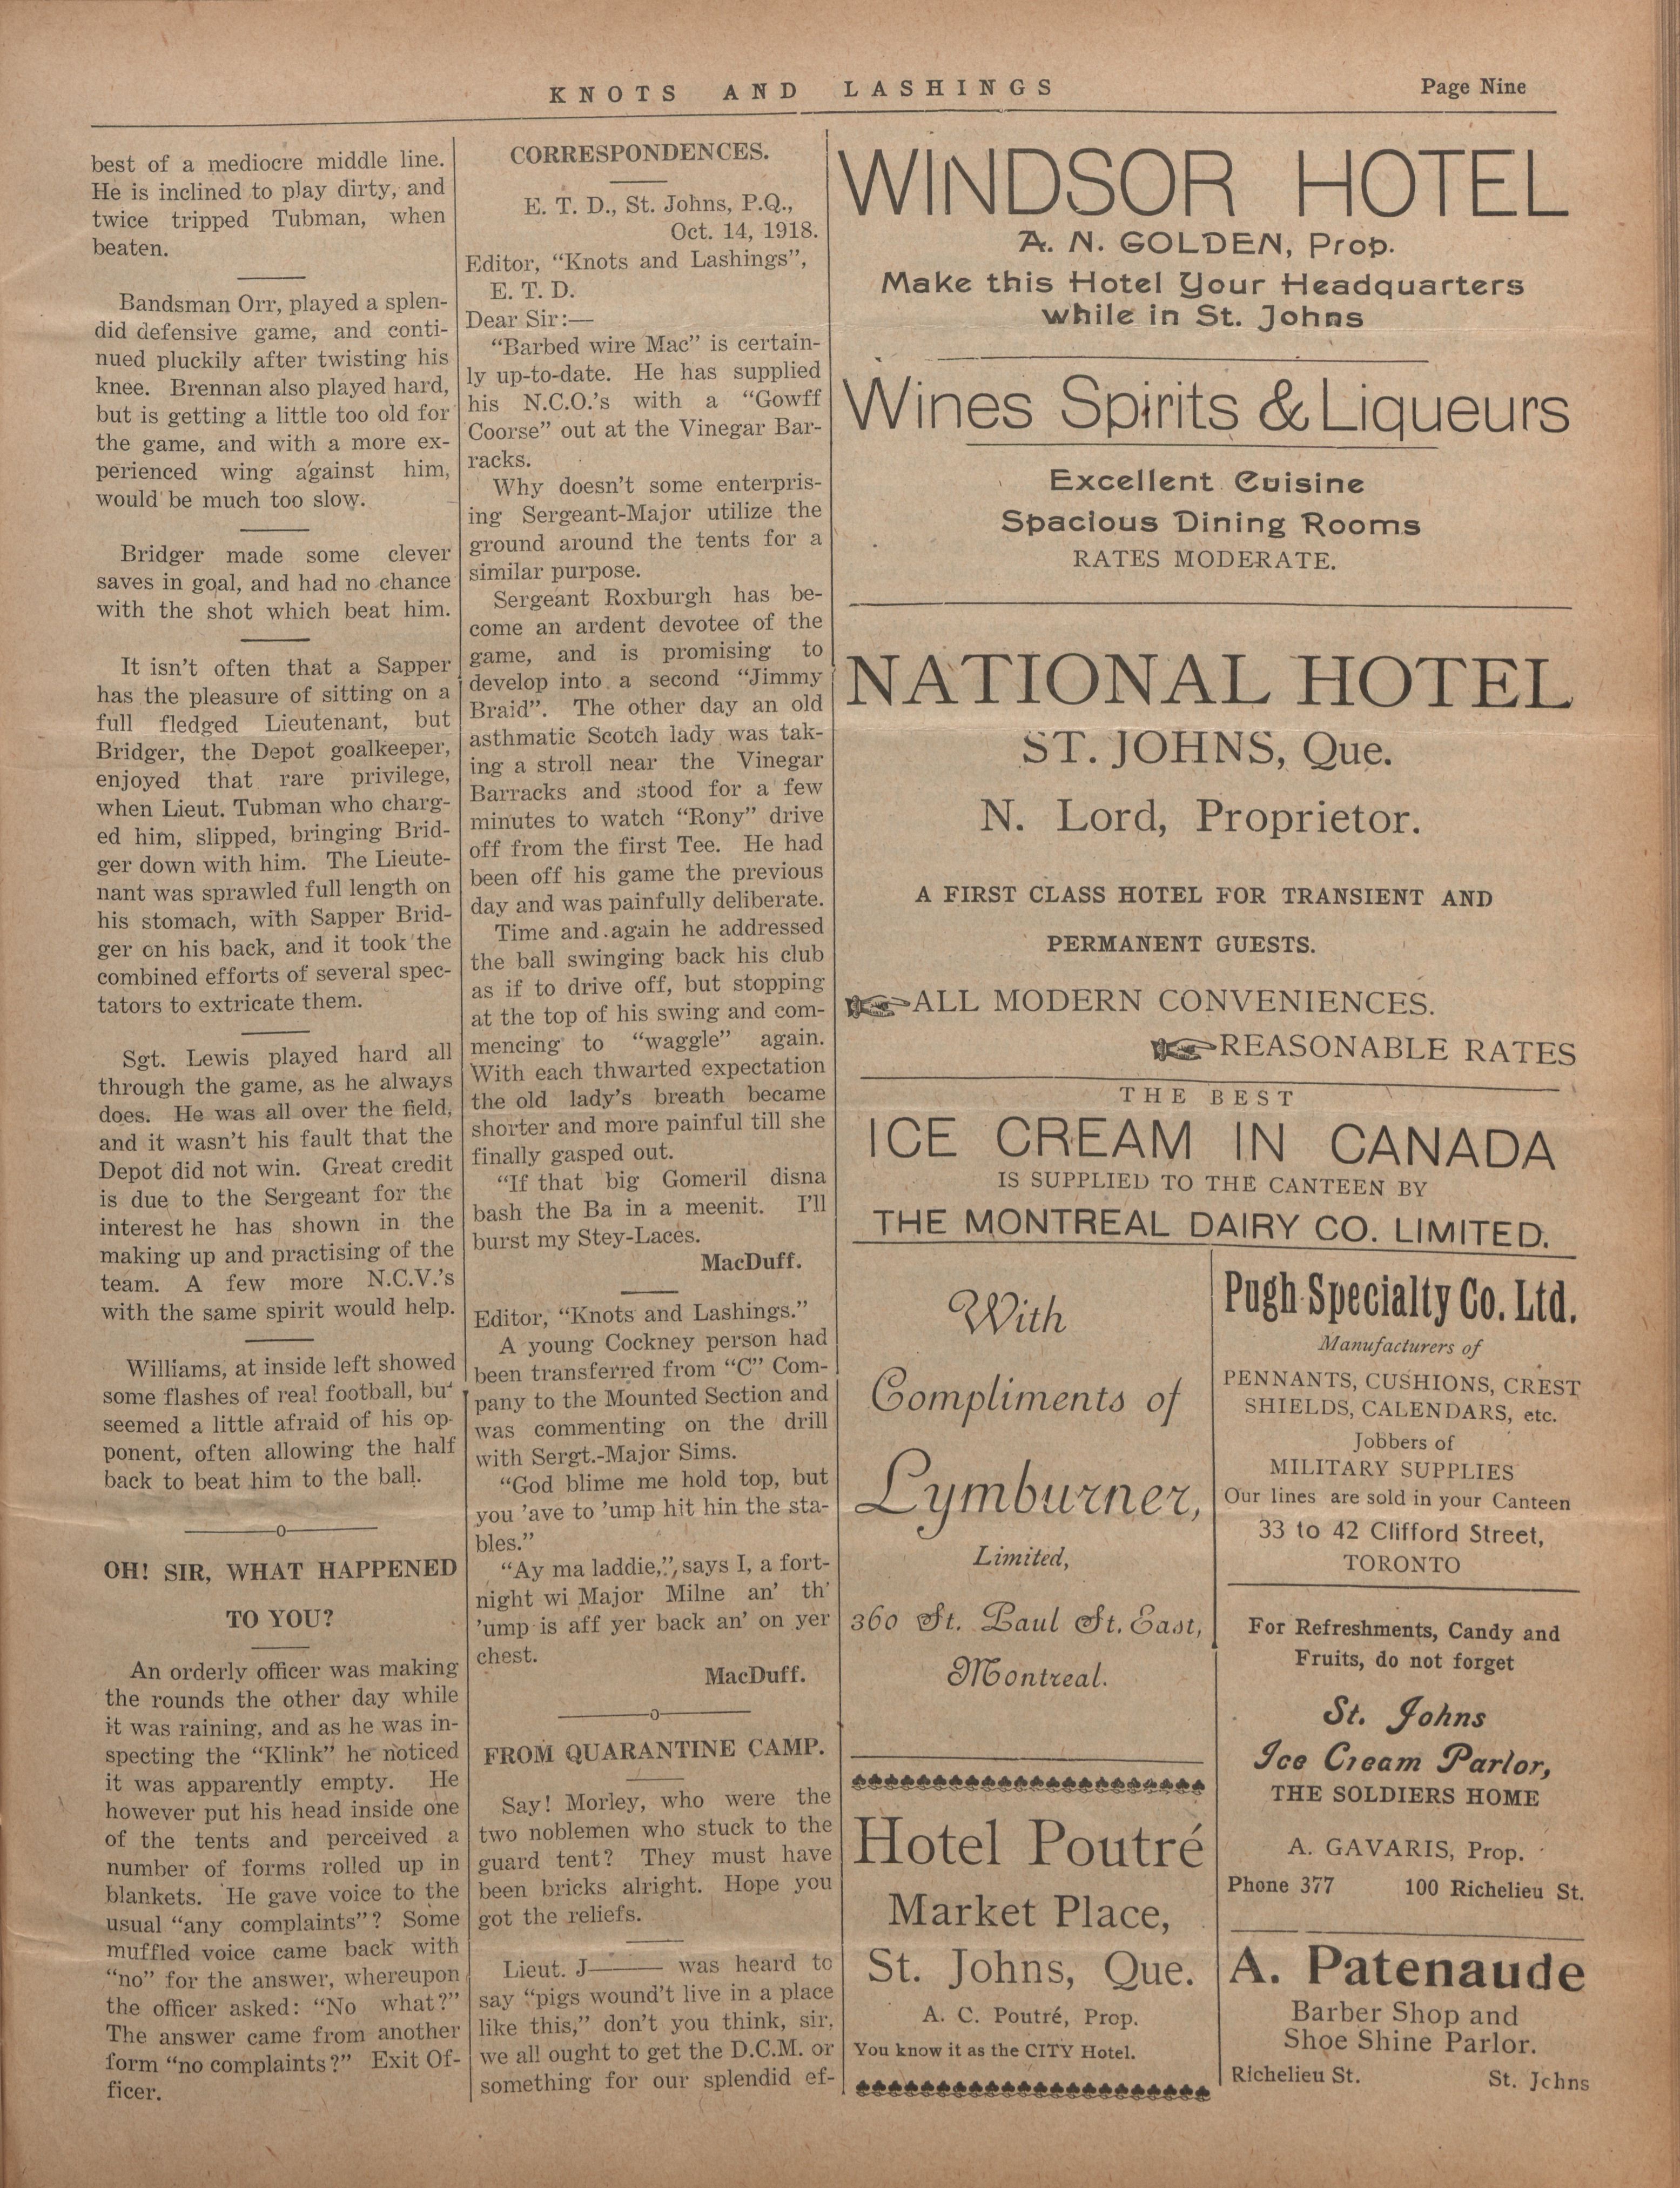 KNOTS AND LASHINGS
Page Nine
best of a mediocre middle line.
He is inclined to play dirty, and
twice tripped Tubman, when
beaten.
Bandsman Orr, played a splen-
did defensive game, and conti-
nued pluckily after twisting his
knee. Brennan also played hard,
but is getting a little too old for
the game, and with a more ex-
perienced wing against him,
would be much too slow.
Bridger made some clever
saves in goal, and had no chance
with the shot which beat him.
It isn't often that a Sapper
has the pleasure of sitting on a
full fledged Lieutenant, but
Bridger, the Depot goalkeeper,
enjoyed that rare privilege,
when Lieut. Tubman who charg-
ed him, slipped, bringing Brid-
ger down with him. The Lieute-
nant was sprawled full length on
his stomach, with Sapper Brid-
ger on his back, and it took the
combined efforts of several spec-
tators to extricate them.
Sgt. Lewis played hard all
through the game, as he always
does. He was all over the field,
and it wasn't his fault that the
Depot did not win. Great credit
is due to the Sergeant for the
interest he has shown in the
making up and practising of the
team. A few more N.C.V.'s
with the same spirit would help.
Williams, at inside left showed
some flashes of real football, but
seemed a little afraid of his op-
ponent, often allowing the half
back to beat him to the ball.
OH! SIR, WHAT HAPPENED
TO YOU?
An orderly officer was making
the rounds the other day while
it was raining, and as he was in-
specting the "Klink" he noticed
it was apparently empty. He
however put his head inside one
of the tents and perceived a
number of forms rolled up in
blankets. He gave voice to the
usual "any complaints"? Some
muffled voice came back with
"no" for the answer, whereupon
the officer asked: "No what?"
The answer came from another
form "no complaints?" Exit Of-
ficer.
CORRESPONDENCES.
E. T. D., St. Johns, P.Q.,
Oct. 14, 1918.
Editor, "Knots and Lashings",
E. T. D.
Dear Sir:—
"Barbed wire Mac" is certain-
ly up-to-date. He has supplied
his N.C.O.'s with a "Gowff
Coorse" out at the Vinegar Bar-
racks.
Why doesn't some enterpris-
ing Sergeant-Major utilize the
ground around the tents for a
similar purpose.
Sergeant Roxburgh has be-
come an ardent devotee of the
game, and is promising to
develop into a second "Jimmy
Braid". The other day an old
asthmatic Scotch lady was tak-
ing a stroll near the Vinegar
Barracks and stood for a few
minutes to watch "Rony" drive
off from the first Tee. He had
been off his game the previous
day and was painfully deliberate.
Time and again he addressed
the ball swinging back his club
as if to drive off, but stopping
at the top of his swing and com-
mencing to "waggle" again.
With each thwarted expectation
the old lady's breath became
shorter and more painful till she
finally gasped out.
"If that big Gomeril disna
bash the Ba in a meenit. I'll
burst my Stey-Laces.
MacDuff.
Editor, "Knots and Lashings."
A young Cockney person had
been transferred from "C" Com-
pany to the Mounted Section and
was commenting on the drill
with Sergt.-Major Sims.
"God blime me hold top, but
you 'ave to 'ump hit hin the sta-
bles."
"Ay ma laddie,", says I, a fort-
night wi Major Milne an' th'
'ump is aff yer back an' on yer
chest.
MacDuff.
FROM QUARANTINE CAMP.
Say! Morley, who were the
two noblemen who stuck to the
guard tent? They must have
been bricks alright. Hope you
got the reliefs.
Lieut. J—— was heard to
say "pigs wound't live in a place
like this," don't you think, sir,
we all ought to get the D.C.M. or
something for our splendid ef-
WINDSOR HOTEL
A. N. GOLDEN, Prop.
Make this Hotel Your Headquarters
while in St. Johns
Wines Spirits & Liqueurs
Excellent Cuisine
Spacious Dining Rooms
RATES MODERATE.
NATIONAL HOTEL
ST. JOHNS, Que.
N. Lord, Proprietor.
A FIRST CLASS HOTEL FOR TRANSIENT AND
PERMANENT GUESTS.
ALL MODERN CONVENIENCES.
REASONABLE RATES
THE BEST
ICE CREAM IN CANADA
IS SUPPLIED TO THE CANTEEN BY
THE MONTREAL DAIRY CO. LIMITED.
With
Compliments of
Lymburner,
Limited,
360 St. Paul St. East,
Montreal.
Hotel Poutré
Market Place,
St. Johns, Que.
A. C. Poutré, Prop.
You know it as the CITY Hotel.
Pugh Specialty Co. Ltd.
Manufacturers of
PENNANTS, CUSHIONS, CREST
SHIELDS, CALENDARS, etc.
Jobbers of
MILITARY SUPPLIES
Our lines are sold in your Canteen
33 to 42 Clifford Street,
TORONTO
For Refreshments, Candy and
Fruits, do not forget
St. Johns
Ice Cream Parlor,
THE SOLDIERS HOME
A. GAVARIS, Prop.
Phone 377 100 Richelieu St.
A. Patenaude
Barber Shop and
Shoe Shine Parlor.
Richelieu St. St. Jchns